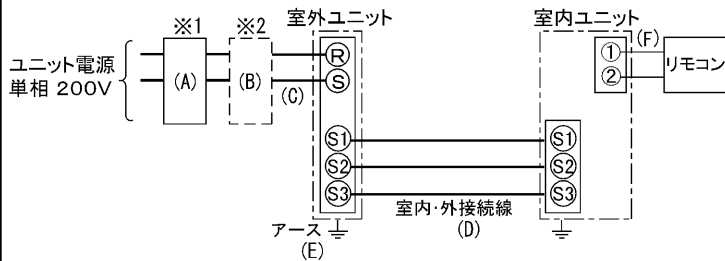 ※1
※2
室外ユニット
室内ユニット
ユニット電源
単相 200V
(A)
(B)
(C)
R
S
①
②
(F)
リモコン
S1
S2
S3
S1
S2
S3
室内·外接続線
(D)
アース
(E)